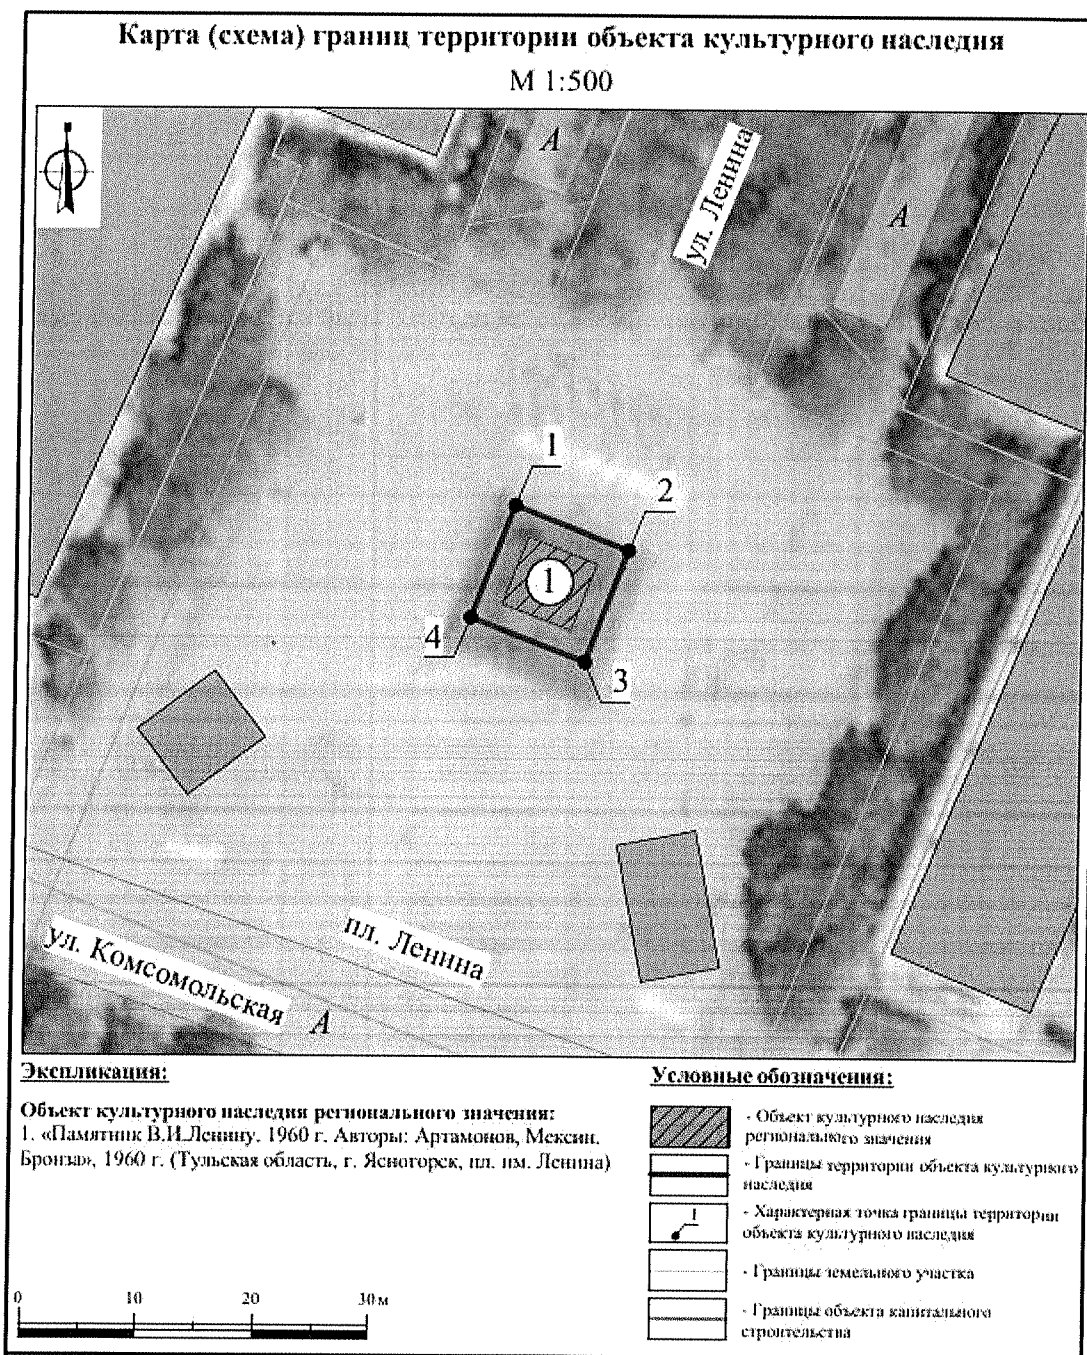 Карта (схема) границ территории объекта культурного наследия
М 1:500
А
ул. Ленина
А
1
2
1
4
3
пл. Ленина
ул. Комсомольская
А
Экспликация:
Объект культурного наследия регионального значения:
1. «Памятник В.И.Ленину. 1960 г. Авторы: Артамонов, Мексин.
Бронза», 1960 г. (Тульская область, г. Ясногорск, пл. им. Ленина)
0 10 20 30 м
Условные обозначения:
- Объект культурного наследия
регионального значения
- Границы территории объекта культурного
наследия
1
- Характерная точка границы территории
объекта культурного наследия
- Границы земельного участка
- Границы объекта капитального
строительства